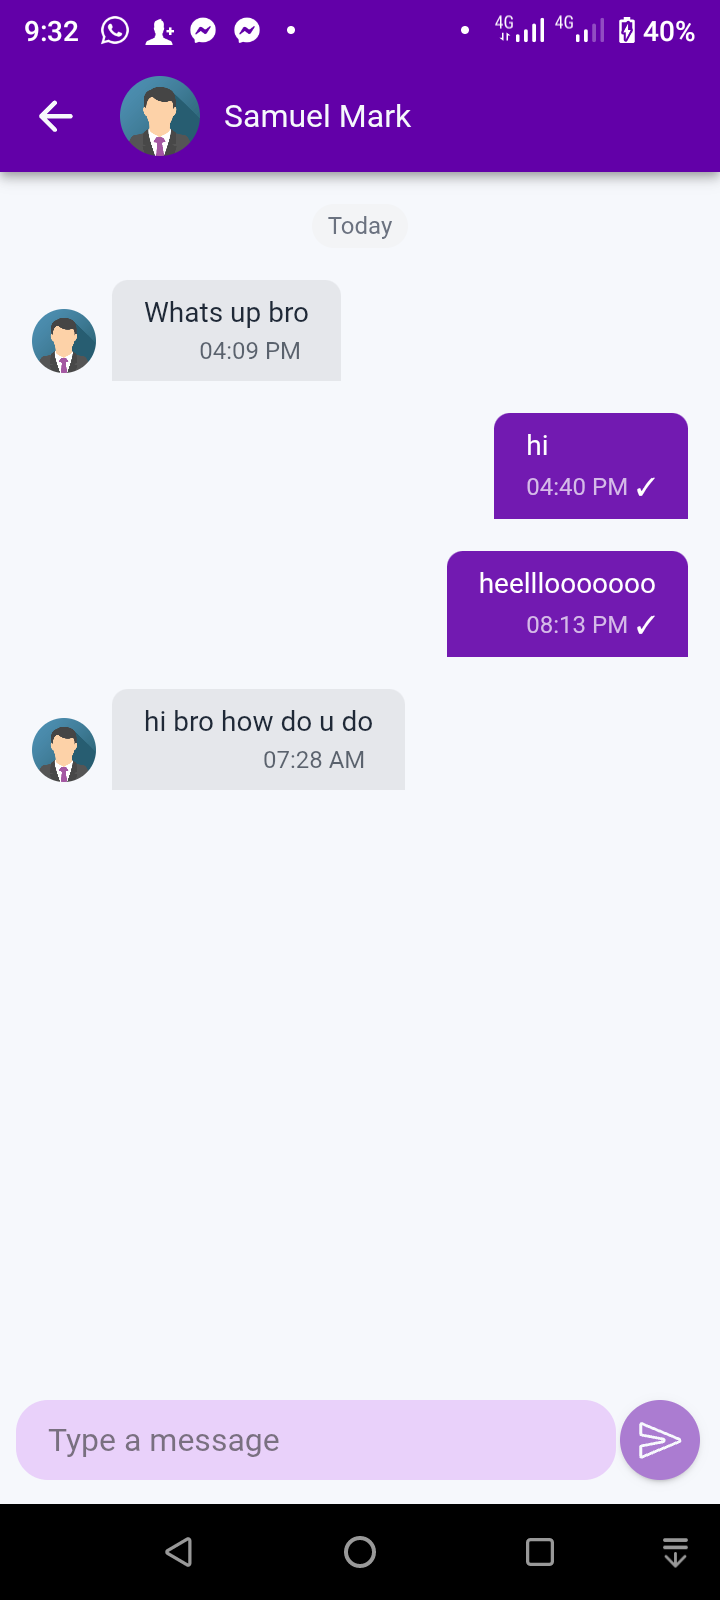 9:32 4G 4G 40%
Samuel Mark
Today
Whats up bro
04:09 PM
hi
04:40 PM ✓
heellloooooooo
08:13 PM ✓
hi bro how do u do
07:28 AM
Type a message